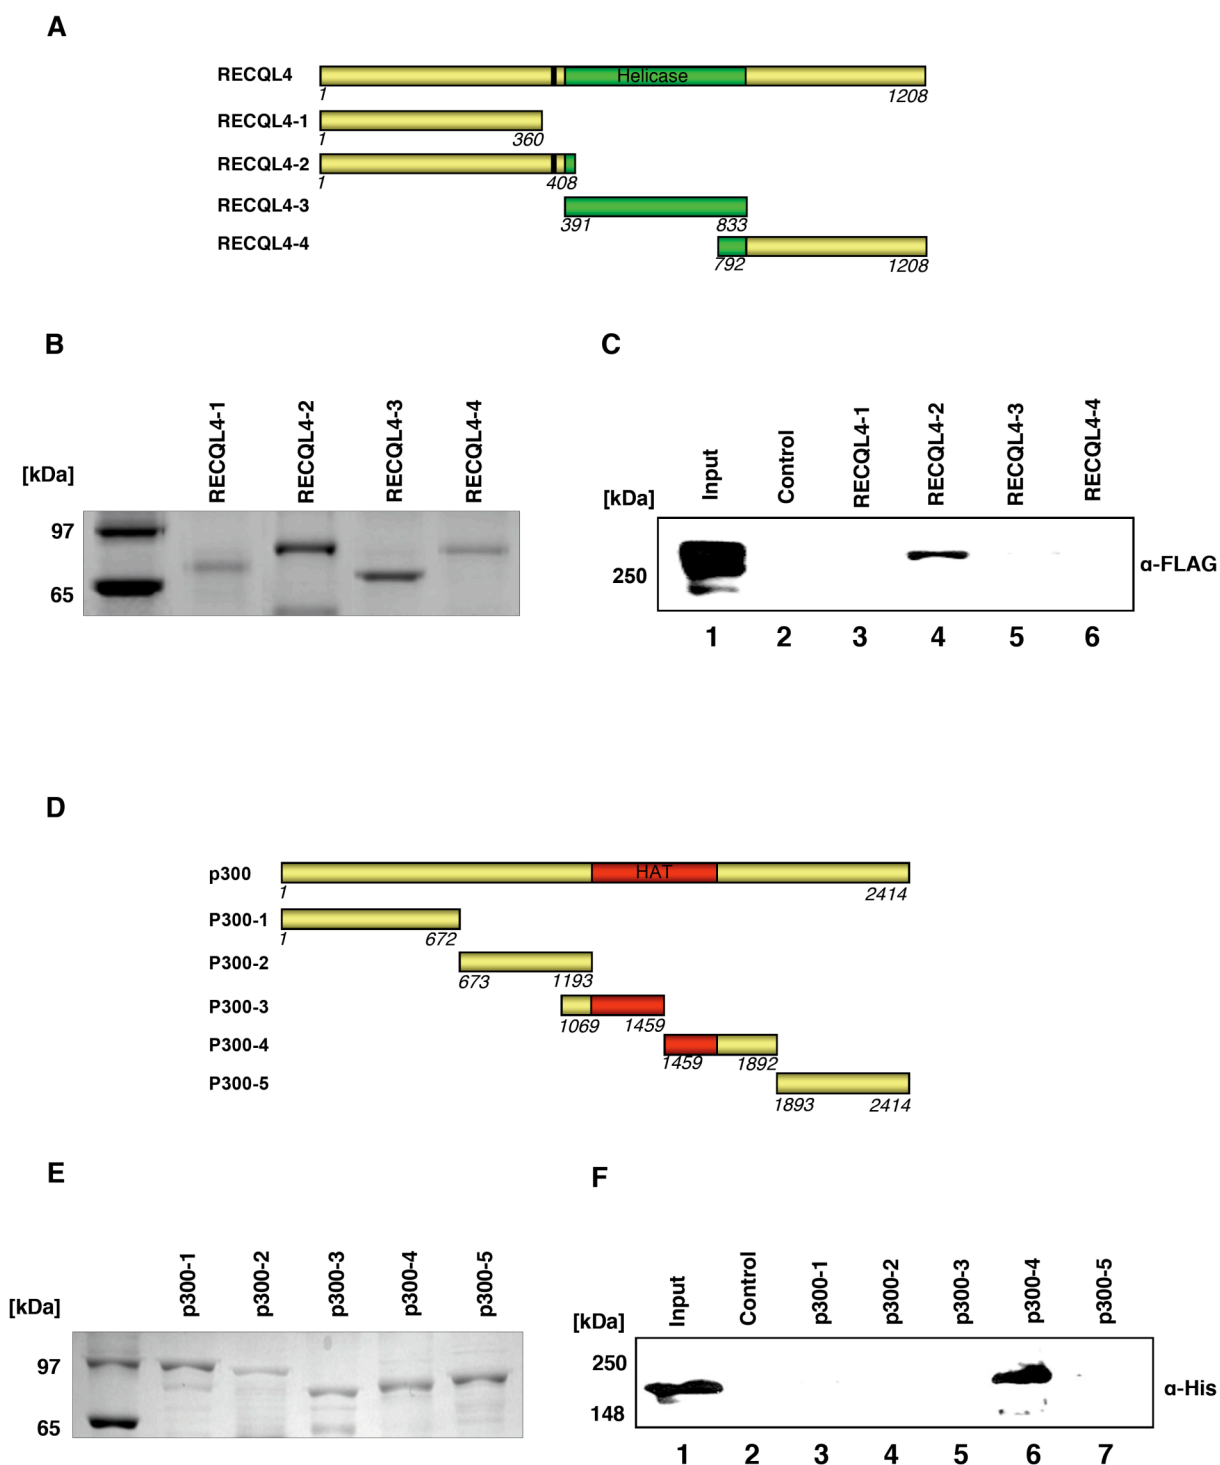 A
RECQL4 Helicase
1 1208
RECQL4-1
1 360
RECQL4-2
1 408
RECQL4-3
391 833
RECQL4-4
792 1208
B
[kDa] RECQL4-1 RECQL4-2 RECQL4-3 RECQL4-4
97
65
C
[kDa] Input Control RECQL4-1 RECQL4-2 RECQL4-3 RECQL4-4
250 α-FLAG
1 2 3 4 5 6
D
p300 HAT
1 2414
P300-1
1 672
P300-2
673 1193
P300-3
1069 1459
P300-4
1459 1892
P300-5
1893 2414
E
[kDa] p300-1 p300-2 p300-3 p300-4 p300-5
97
65
F
[kDa] Input Control p300-1 p300-2 p300-3 p300-4 p300-5
250
α-His
148
1 2 3 4 5 6 7